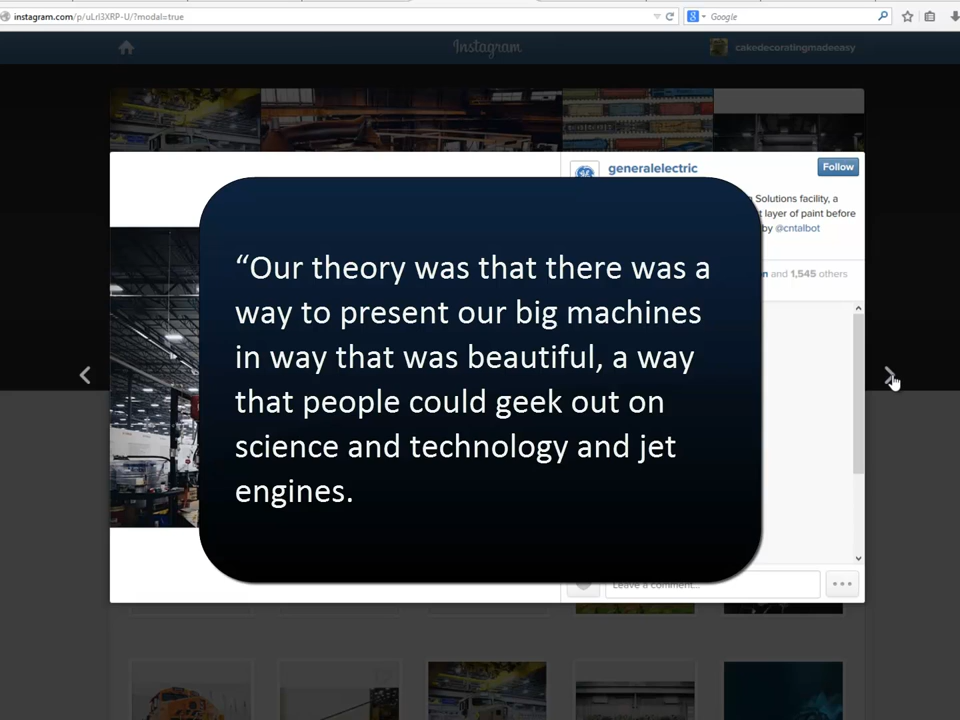 instagram.com/p/uLrI3XRP-U/?modal=true
Google
Instagram
cakedecoratingmadeeasy
generalelectric
Follow
Solutions facility, a
layer of paint before
by @cntalbot
and 1,545 others
“Our theory was that there was a
way to present our big machines
in way that was beautiful, a way
that people could geek out on
science and technology and jet
engines.
Leave a comment...